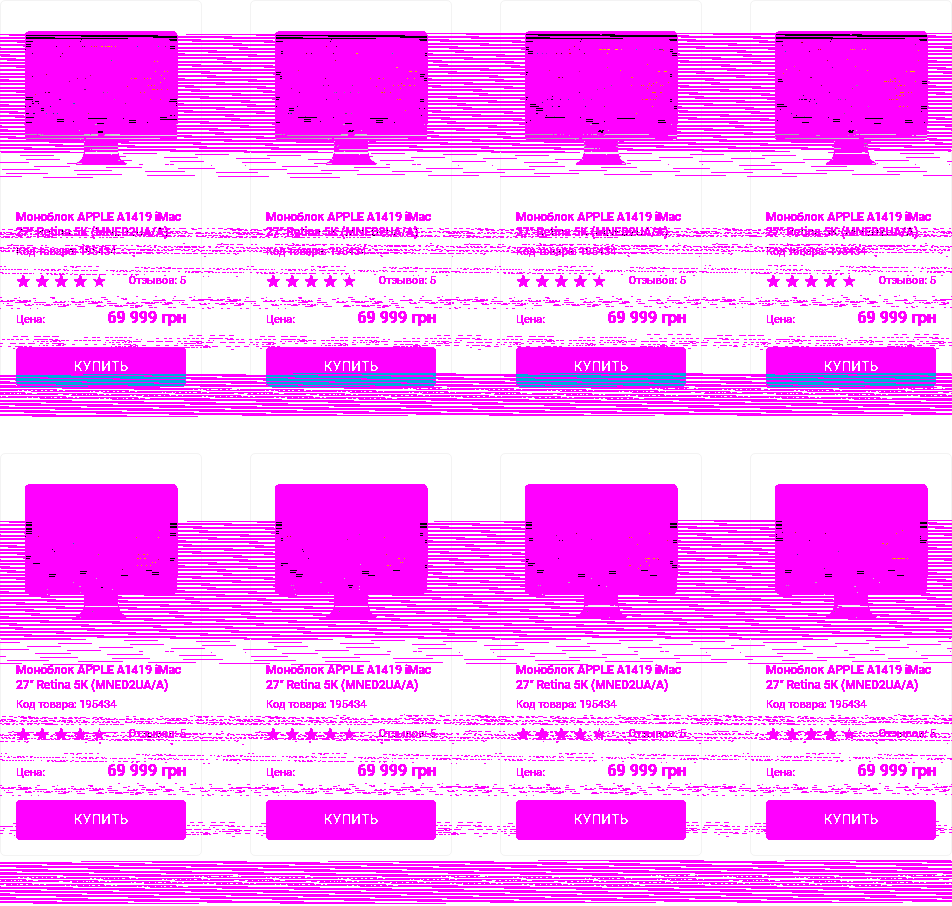 Моноблок APPLE A1419 iMac
27" Retina 5K (MNED2UA/A)
Код товара: 195434
Отзывов: 5
Цена: 69 999 грн
КУПИТЬ
Моноблок APPLE A1419 iMac
27" Retina 5K (MNED2UA/A)
Код товара: 195434
Отзывов: 5
Цена: 69 999 грн
КУПИТЬ
Моноблок APPLE A1419 iMac
27" Retina 5K (MNED2UA/A)
Код товара: 195434
Отзывов: 5
Цена: 69 999 грн
КУПИТЬ
Моноблок APPLE A1419 iMac
27" Retina 5K (MNED2UA/A)
Код товара: 195434
Отзывов: 5
Цена: 69 999 грн
КУПИТЬ
Моноблок APPLE A1419 iMac
27" Retina 5K (MNED2UA/A)
Код товара: 195434
Отзывов: 5
Цена: 69 999 грн
КУПИТЬ
Моноблок APPLE A1419 iMac
27" Retina 5K (MNED2UA/A)
Код товара: 195434
Отзывов: 5
Цена: 69 999 грн
КУПИТЬ
Моноблок APPLE A1419 iMac
27" Retina 5K (MNED2UA/A)
Код товара: 195434
Отзывов: 5
Цена: 69 999 грн
КУПИТЬ
Моноблок APPLE A1419 iMac
27" Retina 5K (MNED2UA/A)
Код товара: 195434
Отзывов: 5
Цена: 69 999 грн
КУПИТЬ